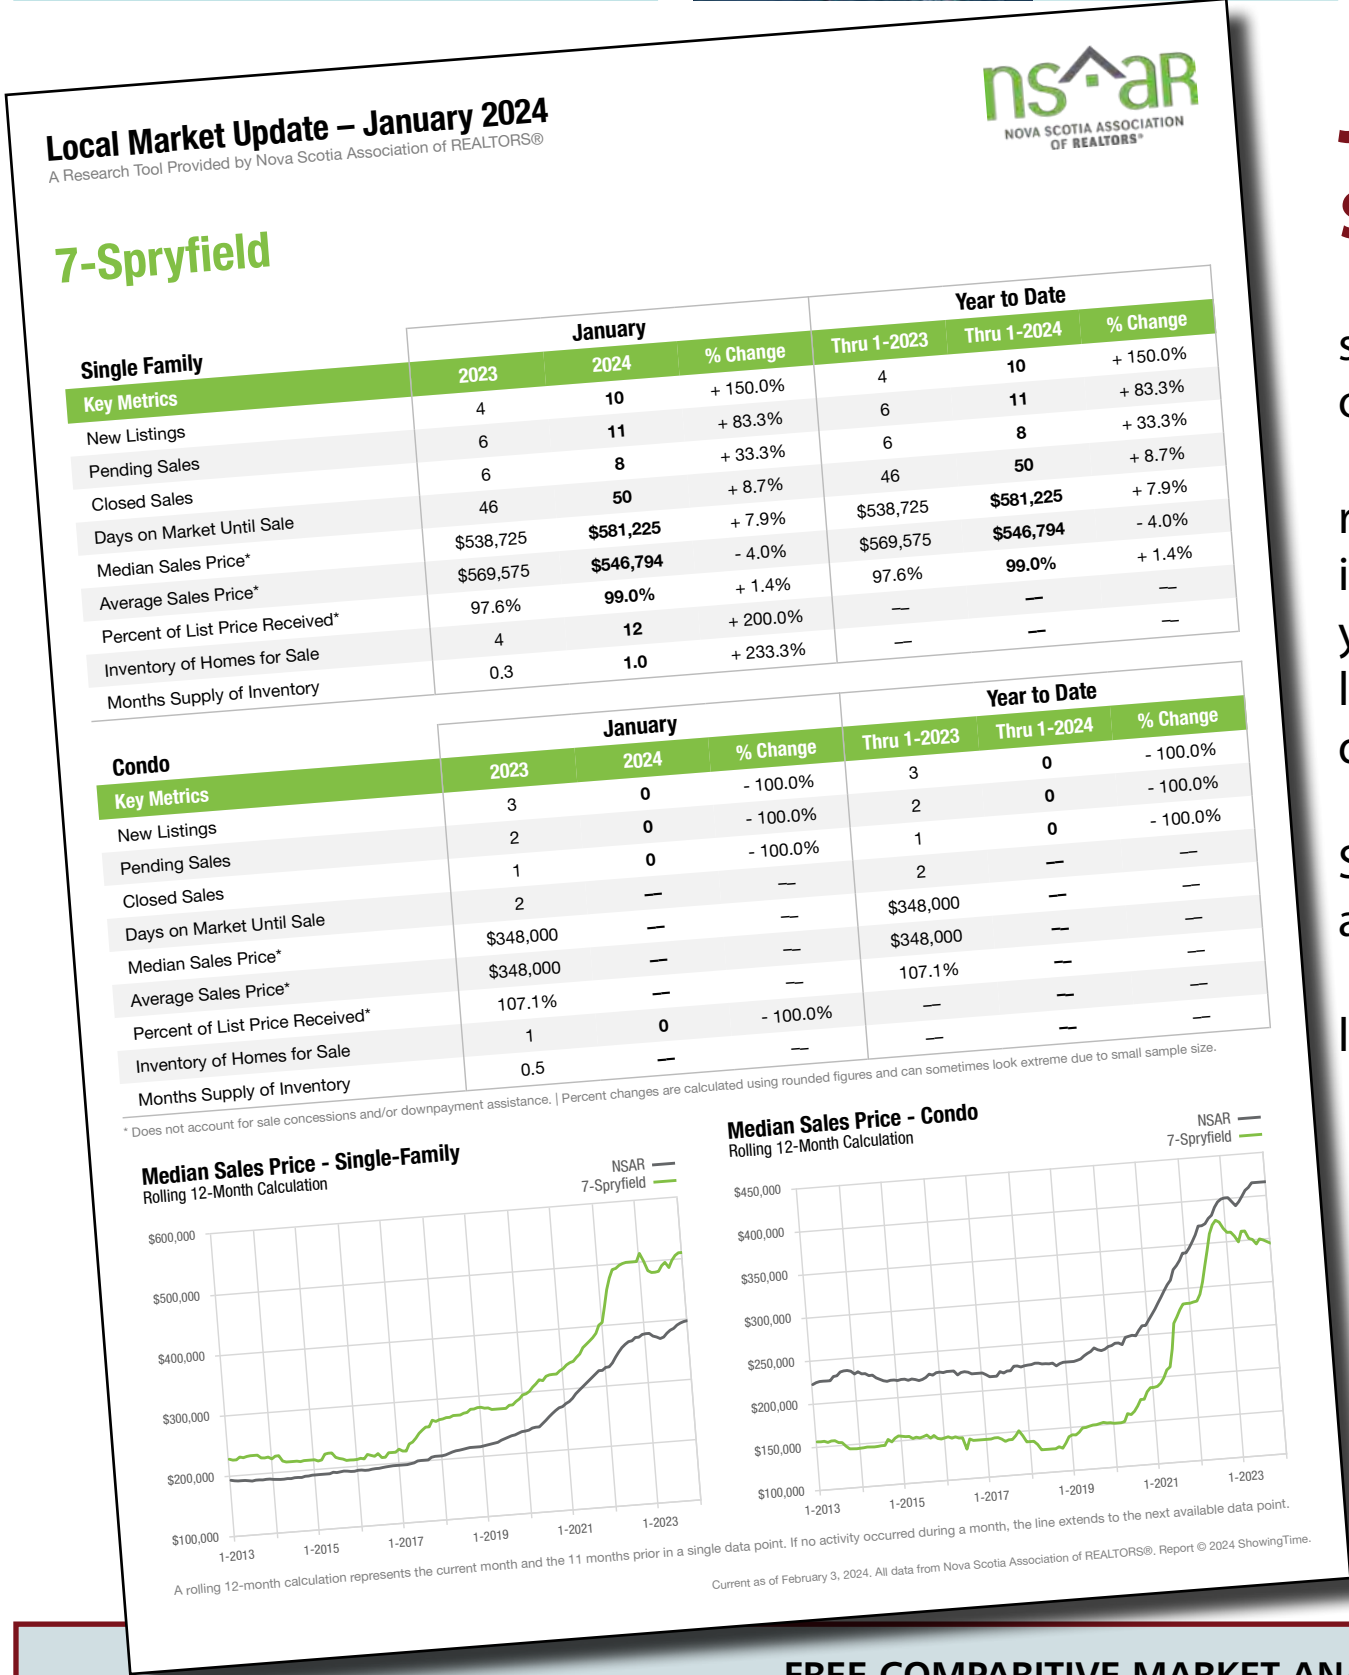 Local Market Update – January 2024
A Research Tool Provided by Nova Scotia Association of REALTORS®
nsaR
NOVA SCOTIA ASSOCIATION
OF REALTORS®
7-Spryfield
Single Family January Year to Date
Key Metrics 2023 2024 % Change Thru 1-2023 Thru 1-2024 % Change
New Listings 4 10 + 150.0% 4 10 + 150.0%
Pending Sales 6 11 + 83.3% 6 11 + 83.3%
Closed Sales 6 8 + 33.3% 6 8 + 33.3%
Days on Market Until Sale 46 50 + 8.7% 46 50 + 8.7%
Median Sales Price* $538,725 $581,225 + 7.9% $538,725 $581,225 + 7.9%
Average Sales Price* $569,575 $546,794 - 4.0% $569,575 $546,794 - 4.0%
Percent of List Price Received* 97.6% 99.0% + 1.4% 97.6% 99.0% + 1.4%
Inventory of Homes for Sale 4 12 + 200.0% — — —
Months Supply of Inventory 0.3 1.0 + 233.3% — — —
Condo January Year to Date
Key Metrics 2023 2024 % Change Thru 1-2023 Thru 1-2024 % Change
New Listings 3 0 - 100.0% 3 0 - 100.0%
Pending Sales 2 0 - 100.0% 2 0 - 100.0%
Closed Sales 1 0 - 100.0% 1 0 - 100.0%
Days on Market Until Sale 2 — — 2 — —
Median Sales Price* $348,000 — — $348,000 — —
Average Sales Price* $348,000 — — $348,000 — —
Percent of List Price Received* 107.1% — — 107.1% — —
Inventory of Homes for Sale 1 0 - 100.0% — — —
Months Supply of Inventory 0.5 — — — — —
* Does not account for sale concessions and/or downpayment assistance. | Percent changes are calculated using rounded figures and can sometimes look extreme due to small sample size.
Median Sales Price - Single-Family
Rolling 12-Month Calculation
NSAR
7-Spryfield
$600,000
$500,000
$400,000
$300,000
$200,000
$100,000
1-2013 1-2015 1-2017 1-2019 1-2021 1-2023
Median Sales Price - Condo
Rolling 12-Month Calculation
NSAR
7-Spryfield
$450,000
$400,000
$350,000
$300,000
$250,000
$200,000
$150,000
$100,000
1-2013 1-2015 1-2017 1-2019 1-2021 1-2023
A rolling 12-month calculation represents the current month and the 11 months prior in a single data point. If no activity occurred during a month, the line extends to the next available data point.
Current as of February 3, 2024. All data from Nova Scotia Association of REALTORS®. Report © 2024 ShowingTime.
FREE COMPARITIVE MARKET AN